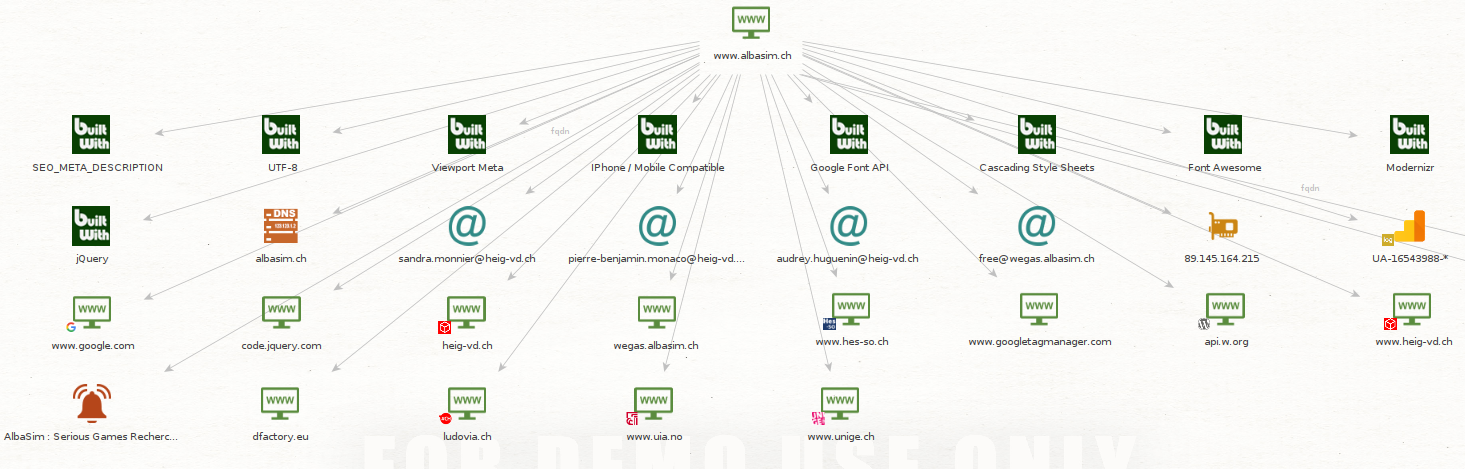 WWW
www.albasim.ch
fqdn
built With
built With
built With
built With
built With
built With
built With
built With
SEO_META_DESCRIPTION
UTF-8
Viewport Meta
IPhone / Mobile Compatible
Google Font API
Cascading Style Sheets
Font Awesome
Modernizr
fqdn
built With
DNS
@
@
@
@
jQuery
albasim.ch
sandra.monnier@heig-vd.ch
pierre-benjamin.monaco@heig-vd....
audrey.huguenin@heig-vd.ch
free@wegas.albasim.ch
89.145.164.215
UA-16543988-*
WWW
WWW
WWW
WWW
WWW
WWW
WWW
WWW
www.google.com
code.jquery.com
heig-vd.ch
wegas.albasim.ch
www.hes-so.ch
www.googletagmanager.com
api.w.org
www.heig-vd.ch
WWW
WWW
WWW
WWW
AlbaSim : Serious Games Recherc...
dfactory.eu
ludovia.ch
www.uia.no
www.unige.ch
FOR DEMO USE ONLY